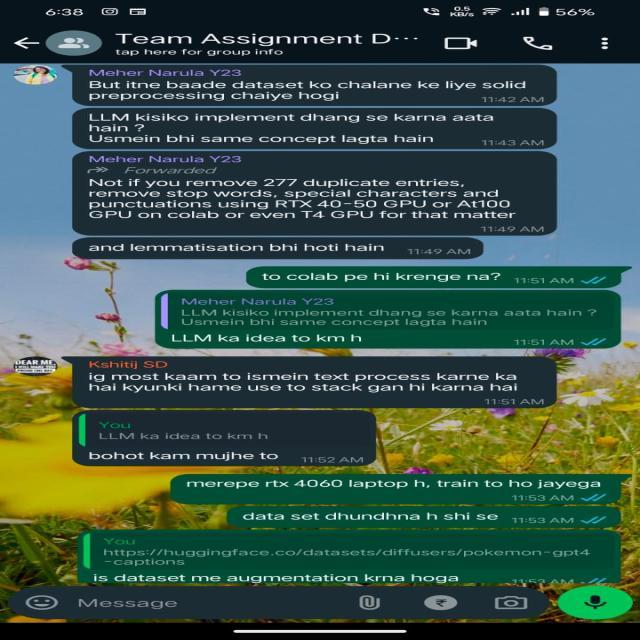 6:38
0.5
KB/s
56%
Team Assignment D...
tap here for group info
Meher Narula Y23
But itne baade dataset ko chalane ke liye solid
preprocessing chaiye hogi
11:42 AM
LLM kisiko implement dhang se karna aata
hain ?
Usmein bhi same concept lagta hain
11:43 AM
Meher Narula Y23
Forwarded
Not if you remove 277 duplicate entries,
remove stop words, special characters and
punctuations using RTX 40-50 GPU or At100
GPU on colab or even T4 GPU for that matter
11:49 AM
and lemmatisation bhi hoti hain 11:49 AM
to colab pe hi krenge na? 11:51 AM
Meher Narula Y23
LLM kisiko implement dhang se karna aata hain ?
Usmein bhi same concept lagta hain
LLM ka idea to km h 11:51 AM
DEAR ME,
Kshitij SD
ig most kaam to ismein text process karne ka
hai kyunki hame use to stack gan hi karna hai
11:51 AM
You
LLM ka idea to km h
bohot kam mujhe to 11:52 AM
merepe rtx 4060 laptop h, train to ho jayega
11:53 AM
data set dhundhna h shi se 11:53 AM
You
https://huggingface.co/datasets/diffusers/pokemon-gpt4
-captions
is dataset me augmentation krna hoga 11:53 AM
Message